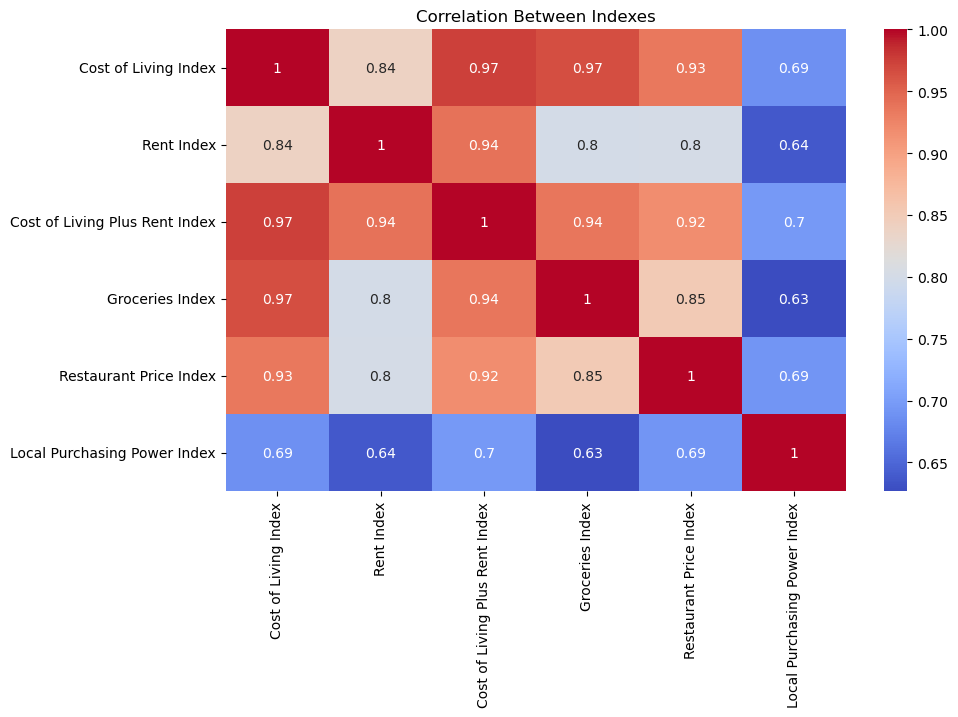 Correlation Between Indexes
Cost of Living Index 1 0.84 0.97 0.97 0.93 0.69
Rent Index 0.84 1 0.94 0.8 0.8 0.64
Cost of Living Plus Rent Index 0.97 0.94 1 0.94 0.92 0.7
Groceries Index 0.97 0.8 0.94 1 0.85 0.63
Restaurant Price Index 0.93 0.8 0.92 0.85 1 0.69
Local Purchasing Power Index 0.69 0.64 0.7 0.63 0.69 1
Cost of Living Index
Rent Index
Cost of Living Plus Rent Index
Groceries Index
Restaurant Price Index
Local Purchasing Power Index
1.00
0.95
0.90
0.85
0.80
0.75
0.70
0.65